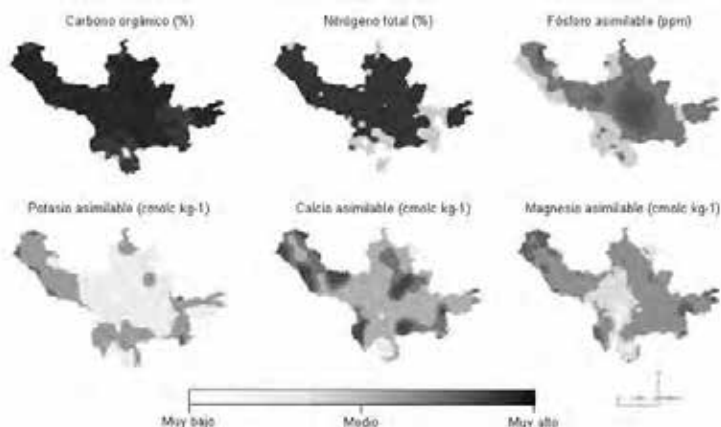 Carbono orgánico (%)
Nitrógeno total (%)
Fósforo asimilable (ppm)
Potasio asimilable (cmolc kg-1)
Calcio asimilable (cmolc kg-1)
Magnesio asimilable (cmolc kg-1)
Muy bajo
Medio
Muy alto